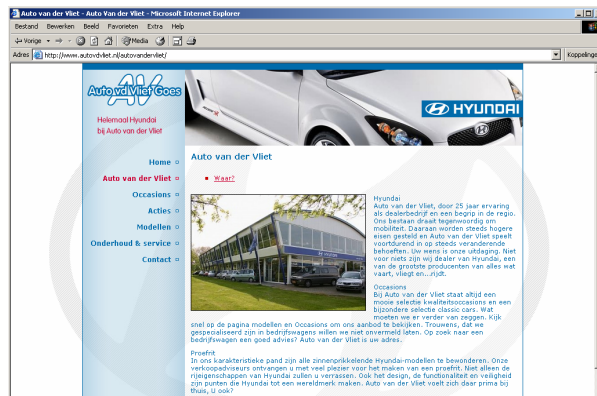 Auto van der Vliet - Auto Van der Vliet - Microsoft Internet Explorer
Bestand Bewerken Beeld Favorieten Extra Help
Vorige Media
Adres http://www.autovdvliet.nl/autovandervliet/ Koppelingen
Auto vd Vliet Goes
AV
Helemaal Hyundai
bij Auto van der Vliet
HYUNDAI
Home
Auto van der Vliet
Occasions
Acties
Modellen
Onderhoud & service
Contact
Auto van der Vliet
Waar?
Hyundai
Auto van der Vliet, door 25 jaar ervaring
als dealerbedrijf en een begrip in de regio.
Ons bestaan draait tegenwoordig om
mobiliteit. Daaraan worden steeds hogere
eisen gesteld en Auto van der Vliet speelt
voortdurend in op steeds veranderende
behoeften. Uw wens is onze uitdaging. Niet
voor niets zijn wij dealer van Hyundai, een
van de grootste producenten van alles wat
vaart, vliegt en...rijdt.
Occasions
Bij Auto van der Vliet staat altijd een
mooie selectie kwaliteitsoccasions en een
bijzondere selectie classic cars. Wat
moeten we er verder van zeggen. Kijk
snel op de pagina modellen en Occasions om ons aanbod te bekijken. Trouwens, dat we
gespecialiseerd zijn in bedrijfswagens willen we niet onvermeld laten. Op zoek naar een
bedrijfswagen een goed advies? Auto van der Vliet is uw adres.
Proefrit
In ons karakteristieke pand zijn alle zinnenprikkelende Hyundai-modellen te bewonderen. Onze
verkoopadviseurs ontvangen u met veel plezier voor het maken van een proefrit. Niet alleen de
rijeigenschappen van Hyundai zullen u verrassen. Ook het design, de functionaliteit en veiligheid
zijn punten die Hyundai tot een wereldmerk maken. Auto van der Vliet voelt zich daar prima bij
thuis, U ook?